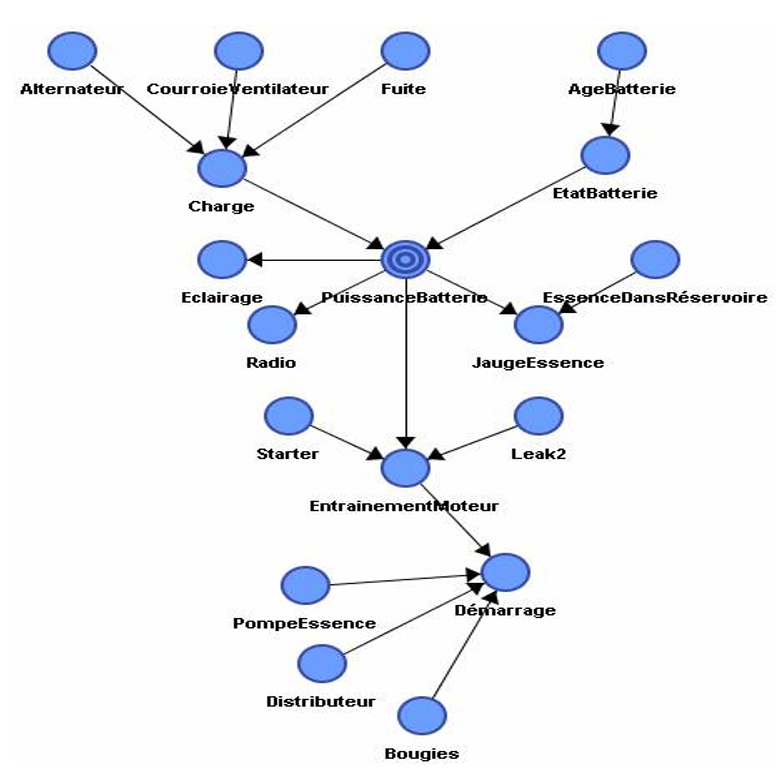 Alternateur
CourroieVentilateur
Fuite
AgeBatterie
Charge
EtatBatterie
Eclairage
PuissanceBatterie
EssenceDansRéservoire
Radio
JaugeEssence
Starter
Leak2
EntrainementMoteur
Démarrage
PompeEssence
Distributeur
Bougies